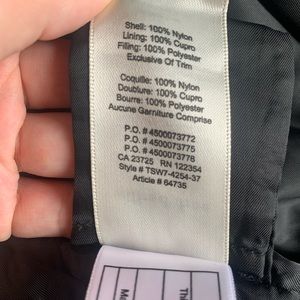 Shell: 100% Nylon
Lining: 100% Cupro
Filling: 100% Polyester
Exclusive Of Trim
Coquille: 100% Nylon
Doublure: 100% Cupro
Bourre: 100% Polyester
Aucune Garniture Comprise
P.O. # 4500073772
P.O. # 4500073775
P.O. # 4500073778
CA 23725 RN 122354
Style # TSW7-4254-37
Article # 64735